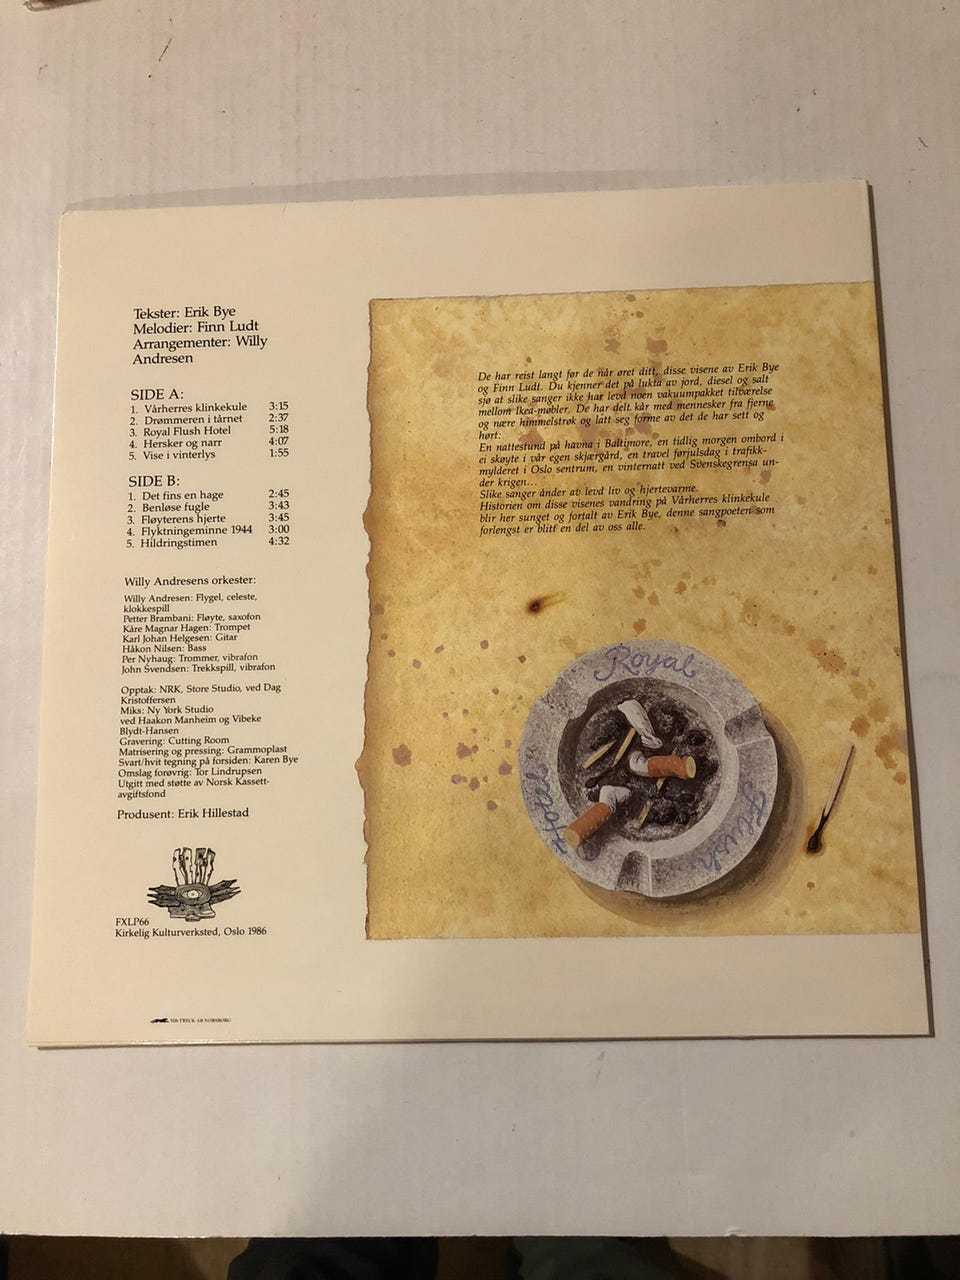 Tekster: Erik Bye
Melodier: Finn Ludt
Arrangementer: Willy
Andresen
SIDE A:
1. Vårherres klinkekule 3:15
2. Drømmeren i tårnet 2:37
3. Royal Flush Hotel 5:18
4. Hersker og narr 4:07
5. Vise i vinterlys 1:55
SIDE B:
1. Det fins en hage 2:45
2. Benløse fugle 3:43
3. Fløyterens hjerte 3:45
4. Flyktningeminne 1944 3:00
5. Hildringstimen 4:32
Willy Andresens orkester:
Willy Andresen: Flygel, celeste,
klokkespill
Petter Brambani: Fløyte, saxofon
Kåre Magnar Hagen: Trompet
Karl Johan Helgesen: Gitar
Håkon Nilsen: Bass
Per Nyhaug: Trommer, vibrafon
John Svendsen: Trekkspill, vibrafon
Opptak: NRK, Store Studio, ved Dag
Kristoffersen
Miks: Ny York Studio
ved Haakon Manheim og Vibeke
Blydt-Hansen
Gravering: Cutting Room
Matrisering og pressing: Grammoplast
Svart/hvit tegning på forsiden: Karen Bye
Omslag forøvrig: Tor Lindrupsen
Utgitt med støtte av Norsk Kassett-
avgiftsfond
Produsent: Erik Hillestad
FXLP66
Kirkelig Kulturverksted, Oslo 1986
SIB-TRYCK AB NORSBORG
De har reist langt før de når øret ditt, disse visene av Erik Bye
og Finn Ludt. Du kjenner det på lukta av jord, diesel og salt
sjø at slike sanger ikke har levd noen vakuumpakket tilværelse
mellom Ikea-møbler. De har delt kår med mennesker fra fjerne
og nære himmelstrøk og latt seg forme av det de har sett og
hørt:
En nattestund på havna i Baltimore, en tidlig morgen ombord i
ei skøyte i vår egen skjærgård, en travel førjulsdag i trafikk-
mylderet i Oslo sentrum, en vinternatt ved Svenskegrensa un-
der krigen...
Slike sanger ånder av levd liv og hjertevarme.
Historien om disse visenes vandring på Vårherres klinkekule
blir her sunget og fortalt av Erik Bye, denne sangpoeten som
forlengst er blitt en del av oss alle.
Royal
Flush
Hotel